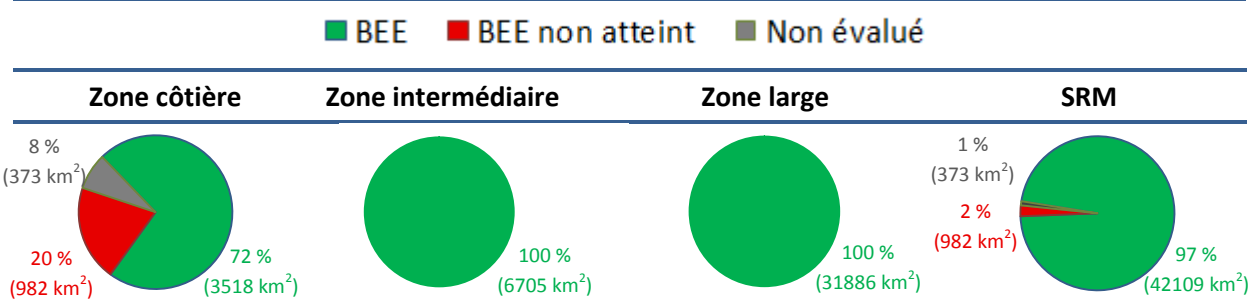 BEE BEE non atteint Non évalué
Zone côtière Zone intermédiaire Zone large SRM
8 %
(373 km²)
20 %
(982 km²)
72 %
(3518 km²)
100 %
(6705 km²)
100 %
(31886 km²)
1 %
(373 km²)
2 %
(982 km²)
97 %
(42109 km²)